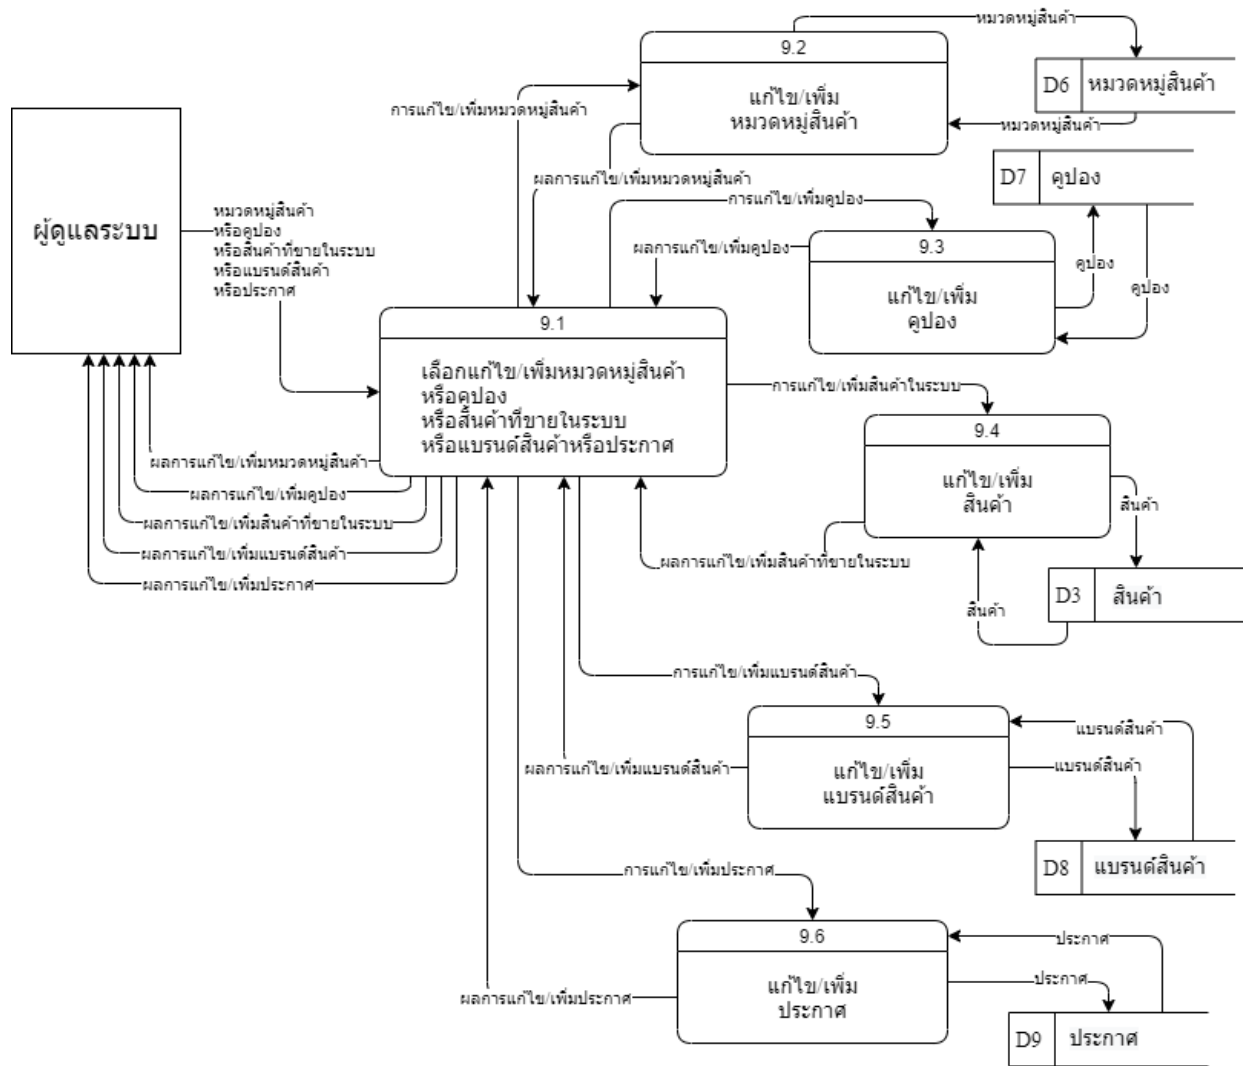 หมวดหมู่สินค้า
9.2
D6
หมวดหมู่สินค้า
แก้ไข/เพิ่ม
หมวดหมู่สินค้า
การแก้ไข/เพิ่มหมวดหมู่สินค้า
หมวดหมู่สินค้า
ผลการแก้ไข/เพิ่มหมวดหมู่สินค้า
D7
คูปอง
การแก้ไข/เพิ่มคูปอง
ผู้ดูแลระบบ
หมวดหมู่สินค้า
หรือคูปอง
หรือสินค้าที่ขายในระบบ
หรือแบรนด์สินค้า
หรือประกาศ
ผลการแก้ไข/เพิ่มคูปอง
9.3
แก้ไข/เพิ่ม
คูปอง
คูปอง
คูปอง
9.1
เลือกแก้ไข/เพิ่มหมวดหมู่สินค้า
หรือคูปอง
หรือสินค้าที่ขายในระบบ
หรือแบรนด์สินค้าหรือประกาศ
การแก้ไข/เพิ่มสินค้าในระบบ
9.4
แก้ไข/เพิ่ม
สินค้า
ผลการแก้ไข/เพิ่มหมวดหมู่สินค้า
ผลการแก้ไข/เพิ่มคูปอง
ผลการแก้ไข/เพิ่มสินค้าที่ขายในระบบ
ผลการแก้ไข/เพิ่มแบรนด์สินค้า
ผลการแก้ไข/เพิ่มประกาศ
สินค้า
ผลการแก้ไข/เพิ่มสินค้าที่ขายในระบบ
D3
สินค้า
สินค้า
การแก้ไข/เพิ่มแบรนด์สินค้า
9.5
แก้ไข/เพิ่ม
แบรนด์สินค้า
แบรนด์สินค้า
ผลการแก้ไข/เพิ่มแบรนด์สินค้า
แบรนด์สินค้า
D8
แบรนด์สินค้า
การแก้ไข/เพิ่มประกาศ
9.6
แก้ไข/เพิ่ม
ประกาศ
ประกาศ
ผลการแก้ไข/เพิ่มประกาศ
ประกาศ
D9
ประกาศ